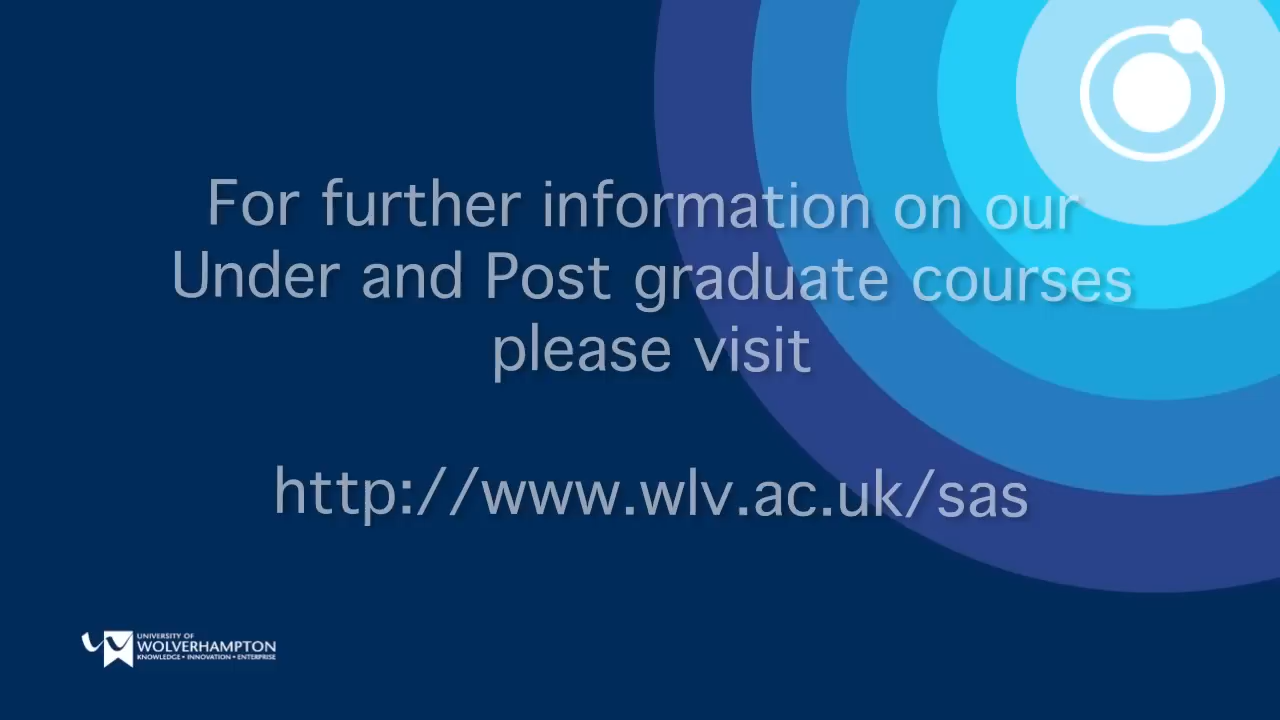 For further information on our
Under and Post graduate courses
please visit
http://www.wlv.ac.uk/sas
UNIVERSITY OF
WOLVERHAMPTON
KNOWLEDGE • INNOVATION • ENTERPRISE